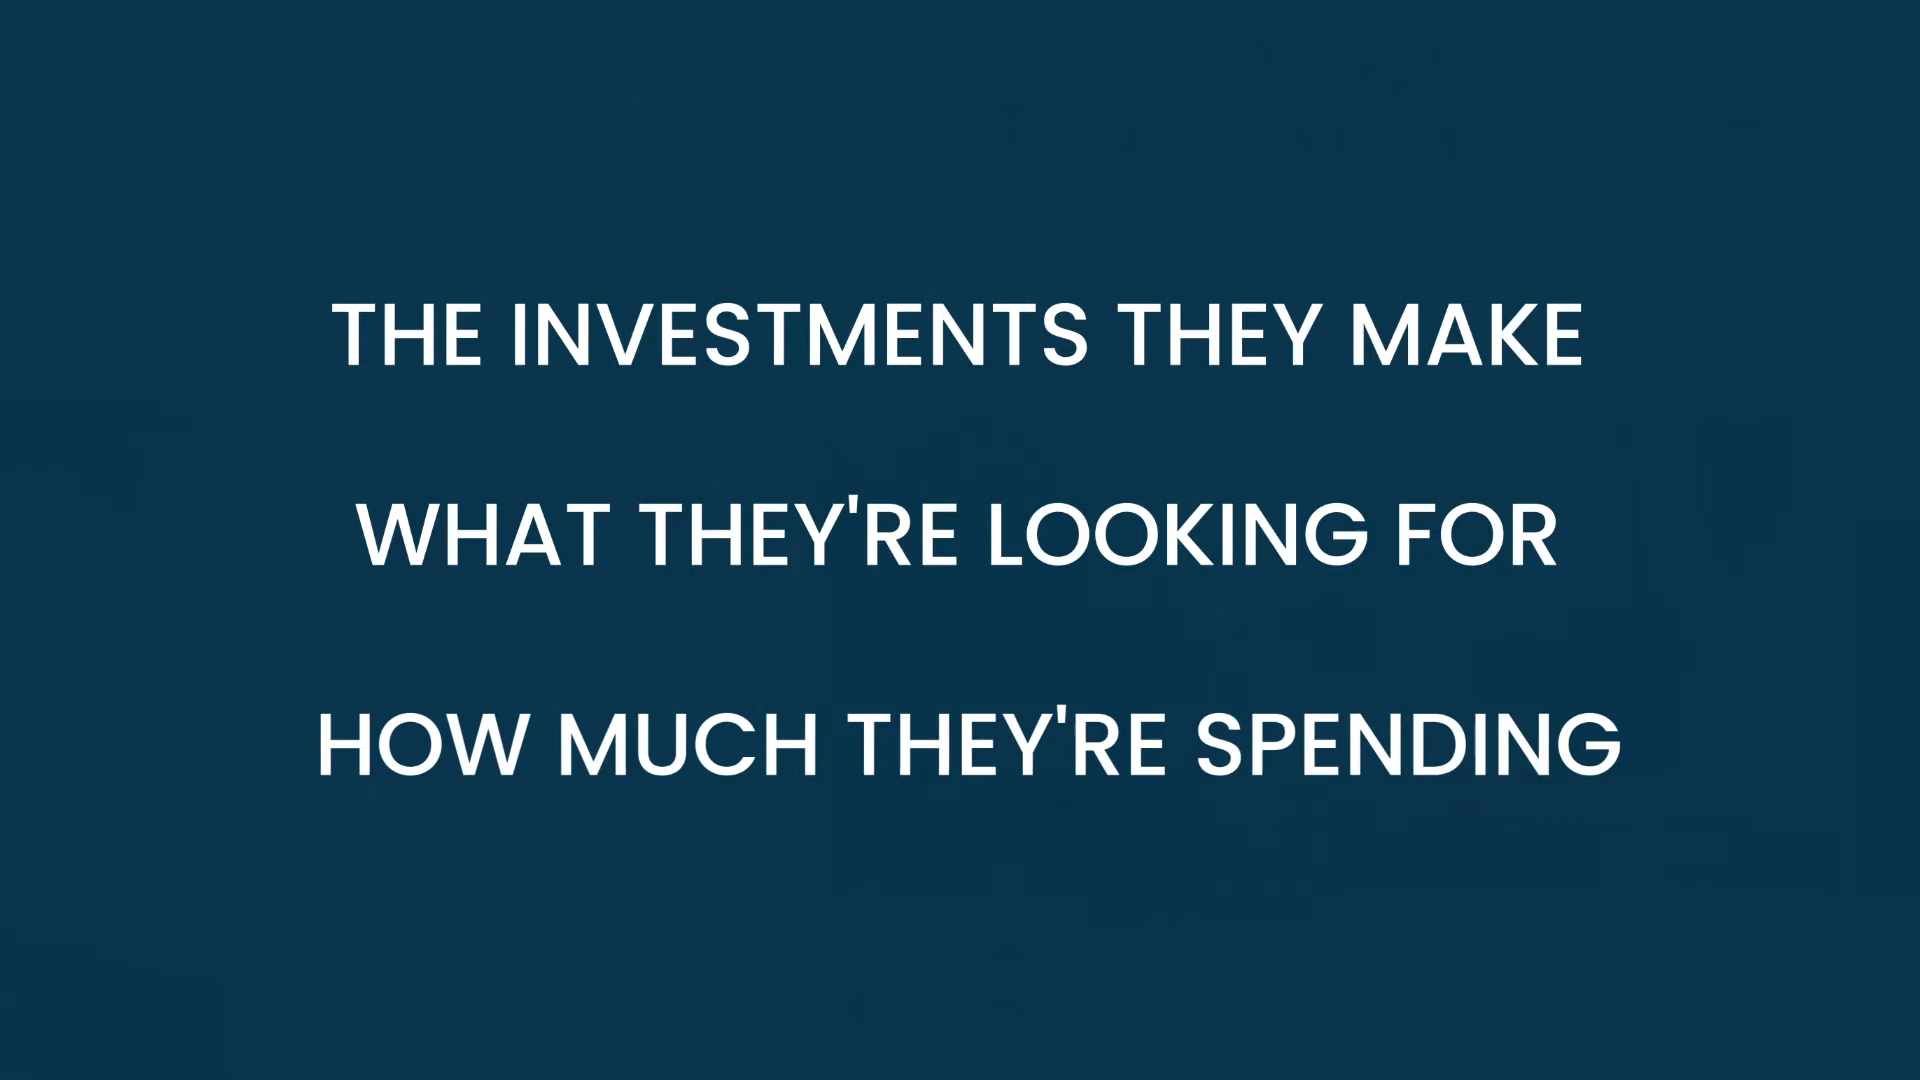 THE INVESTMENTS THEY MAKE
WHAT THEY'RE LOOKING FOR
HOW MUCH THEY'RE SPENDING